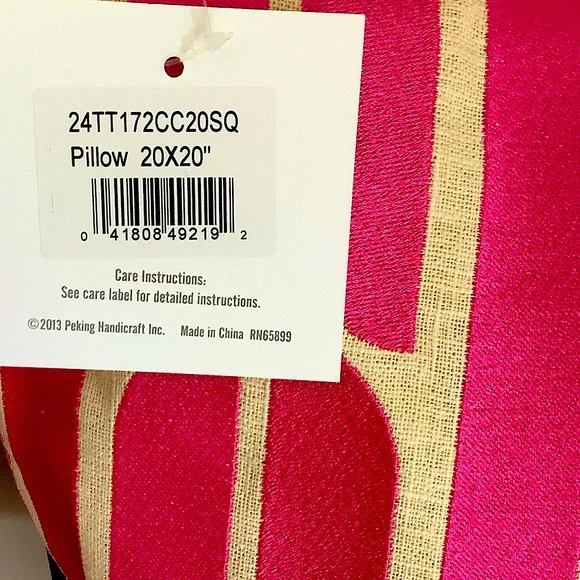 24TT172CC20SQ
Pillow 20X20"
0 41808 49219 2
Care Instructions:
See care label for detailed instructions.
©2013 Peking Handicraft Inc. Made in China RN65899